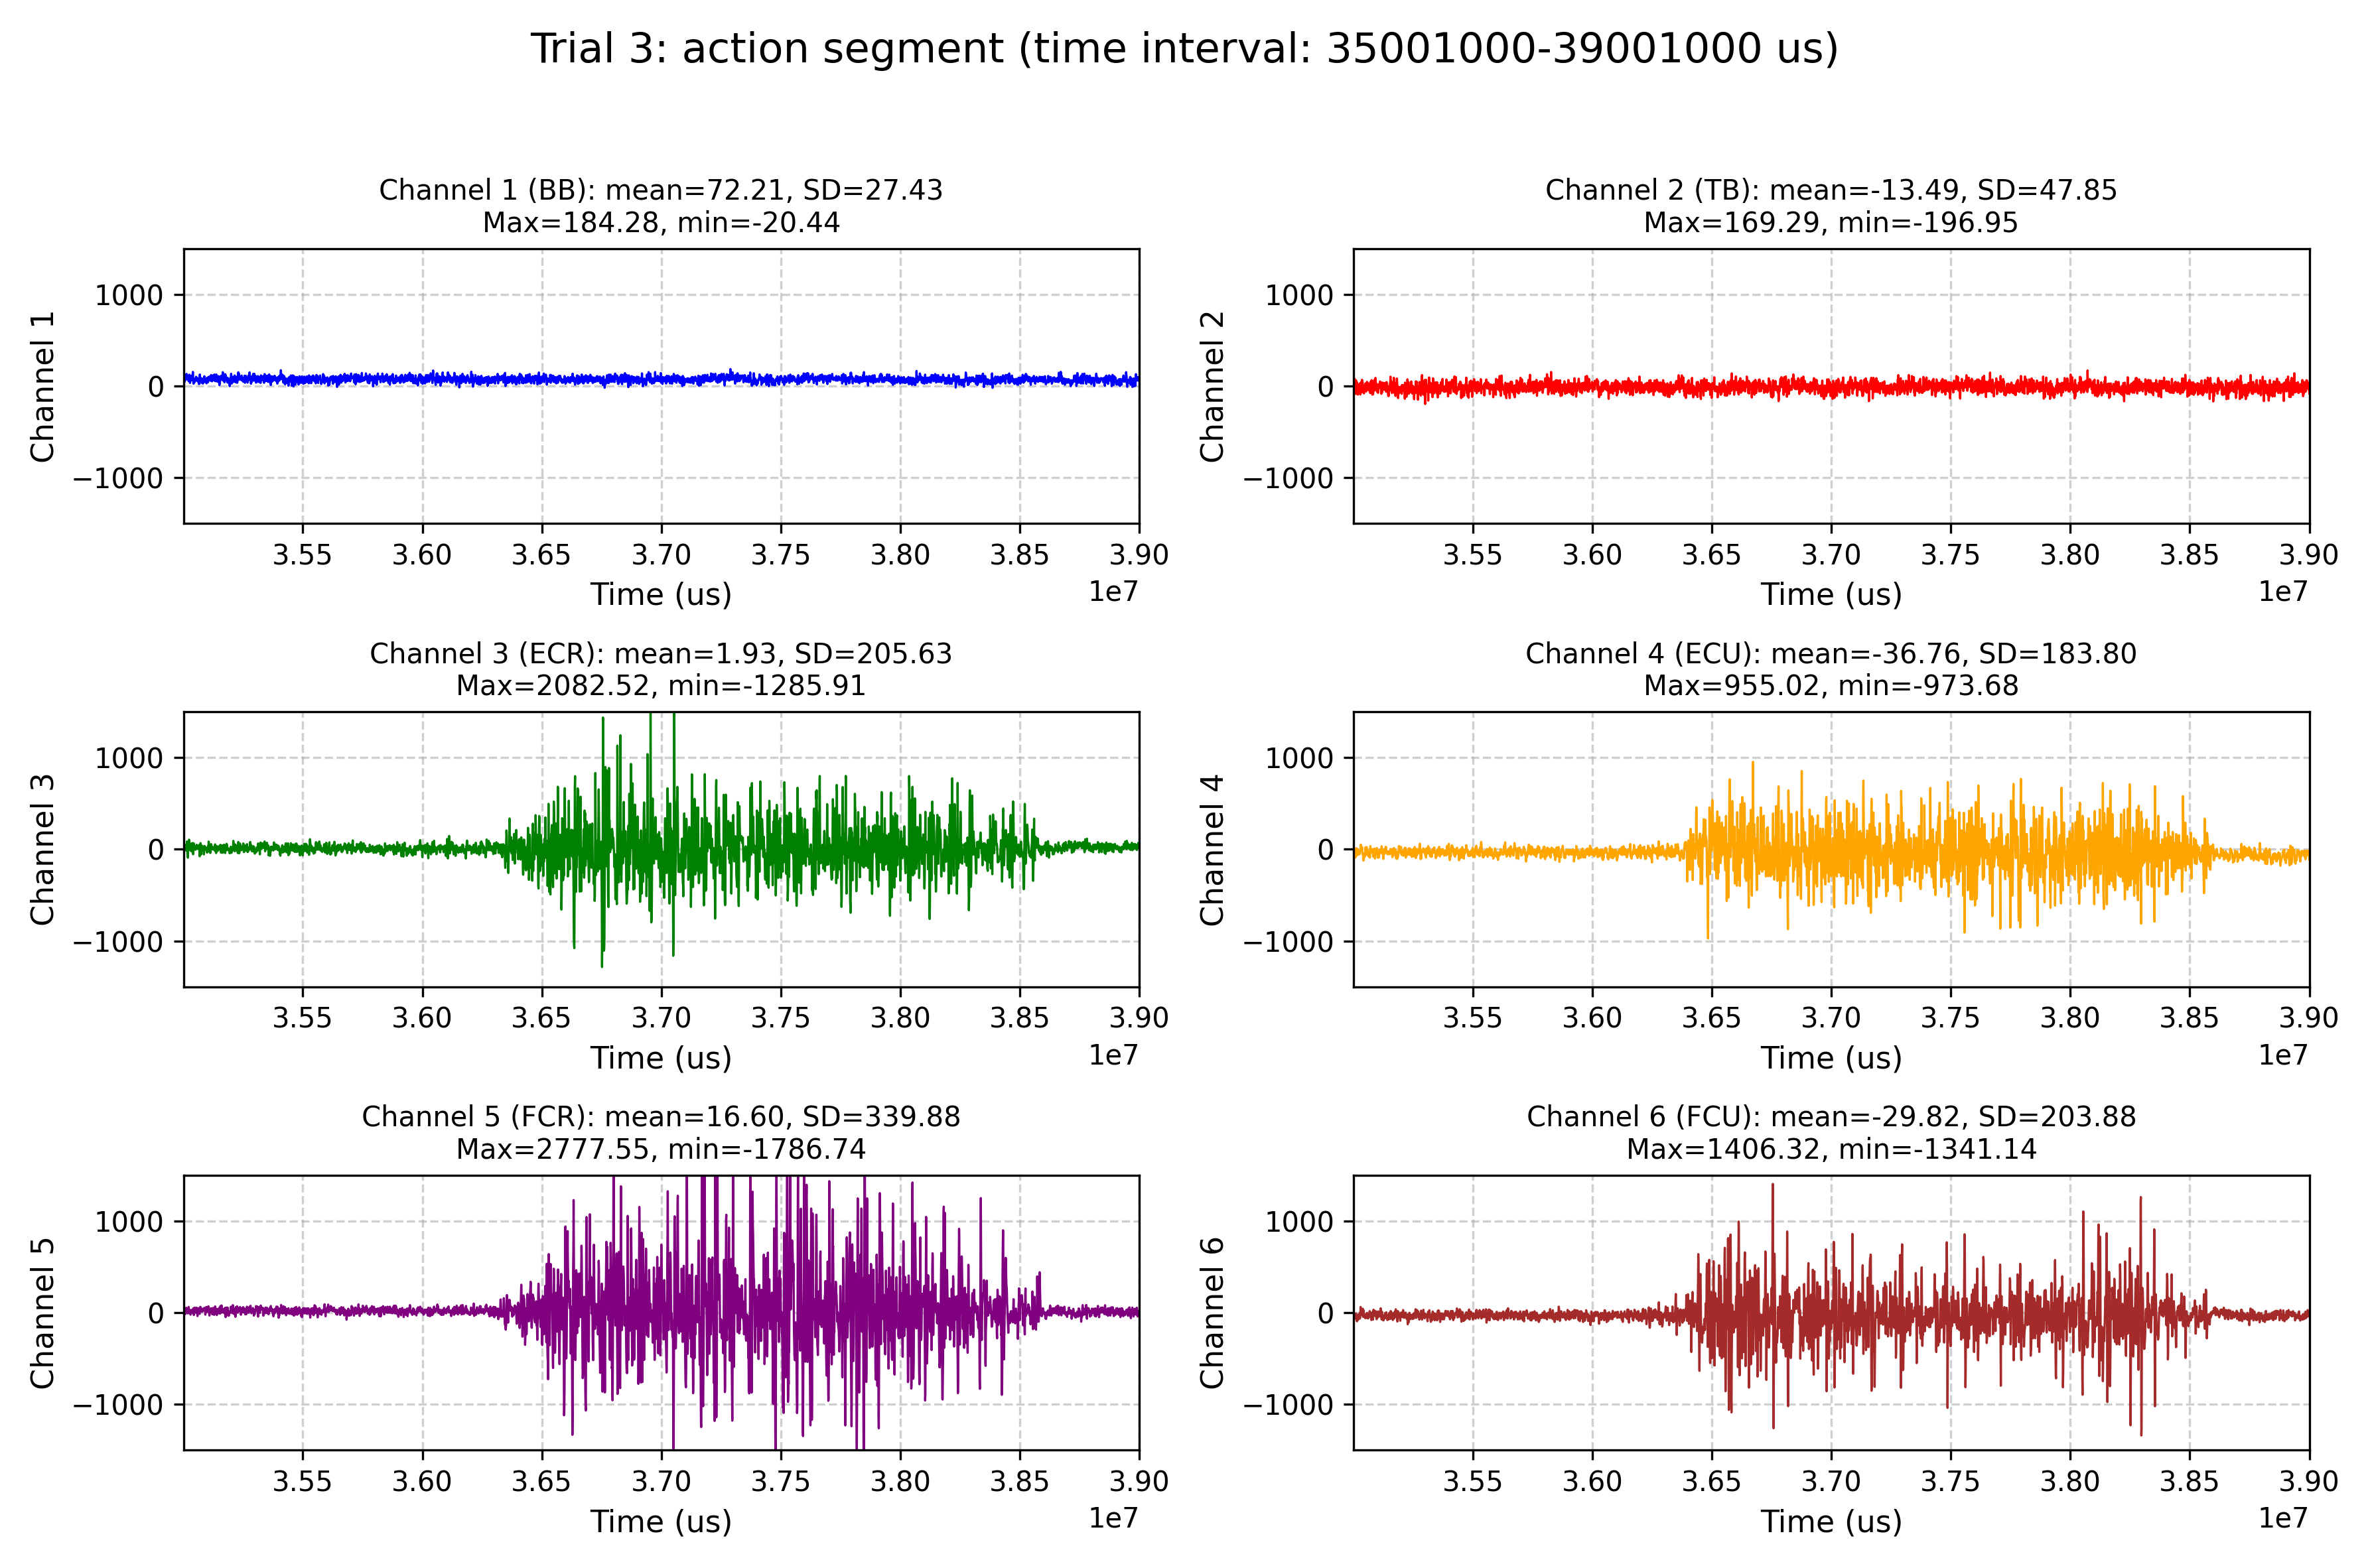 Trial 3: action segment (time interval: 35001000-39001000 us)
Channel 1 (BB): mean=72.21, SD=27.43
Max=184.28, min=-20.44
1000
0
−1000
Channel 1
3.55 3.60 3.65 3.70 3.75 3.80 3.85 3.90
Time (us)
1e7
Channel 2 (TB): mean=-13.49, SD=47.85
Max=169.29, min=-196.95
1000
0
−1000
Channel 2
3.55 3.60 3.65 3.70 3.75 3.80 3.85 3.90
Time (us)
1e7
Channel 3 (ECR): mean=1.93, SD=205.63
Max=2082.52, min=-1285.91
1000
0
−1000
Channel 3
3.55 3.60 3.65 3.70 3.75 3.80 3.85 3.90
Time (us)
1e7
Channel 4 (ECU): mean=-36.76, SD=183.80
Max=955.02, min=-973.68
1000
0
−1000
Channel 4
3.55 3.60 3.65 3.70 3.75 3.80 3.85 3.90
Time (us)
1e7
Channel 5 (FCR): mean=16.60, SD=339.88
Max=2777.55, min=-1786.74
1000
0
−1000
Channel 5
3.55 3.60 3.65 3.70 3.75 3.80 3.85 3.90
Time (us)
1e7
Channel 6 (FCU): mean=-29.82, SD=203.88
Max=1406.32, min=-1341.14
1000
0
−1000
Channel 6
3.55 3.60 3.65 3.70 3.75 3.80 3.85 3.90
Time (us)
1e7